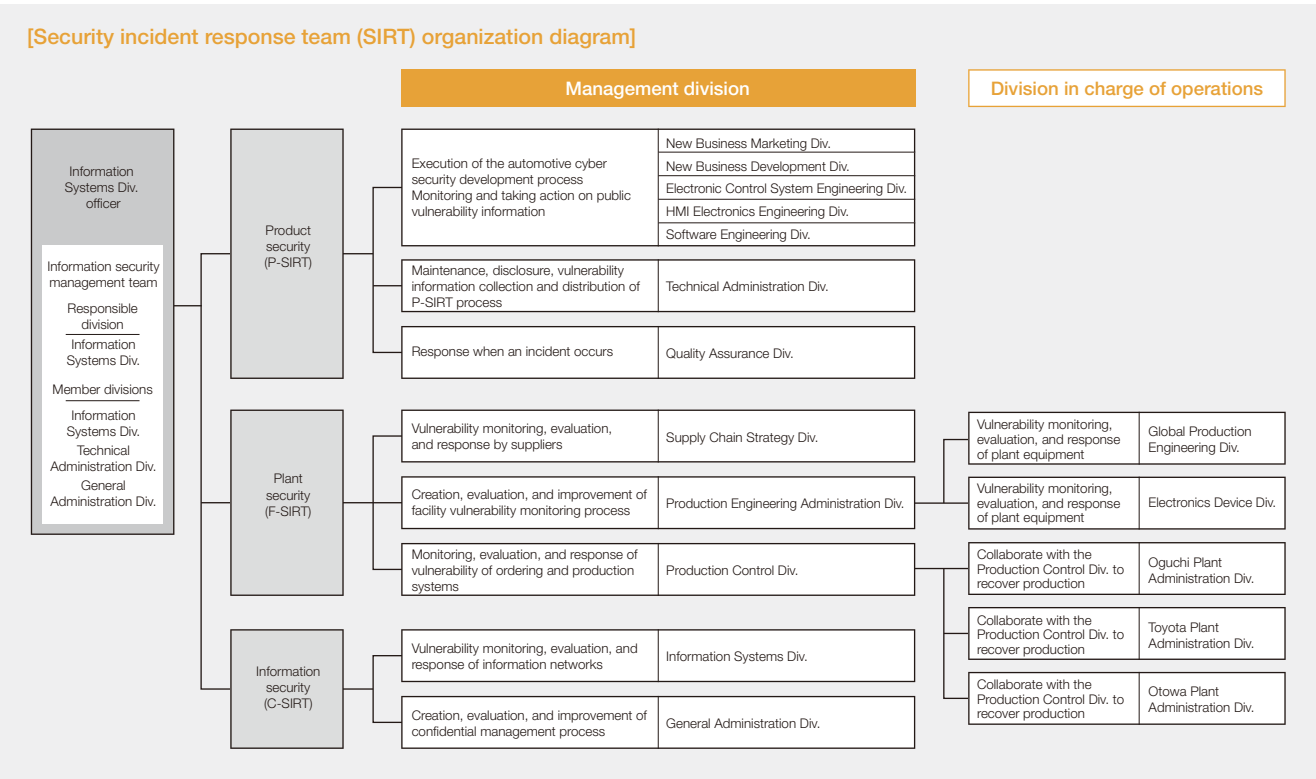 [Security incident response team (SIRT) organization diagram]
Management division
Division in charge of operations
Information
Systems Div.
officer
Information security
management team
Responsible
division
Information
Systems Div.
Member divisions
Information
Systems Div.
Technical
Administration Div.
General
Administration Div.
Product
security
(P-SIRT)
Execution of the automotive cyber
security development process
Monitoring and taking action on public
vulnerability information
New Business Marketing Div.
New Business Development Div.
Electronic Control System Engineering Div.
HMI Electronics Engineering Div.
Software Engineering Div.
Maintenance, disclosure, vulnerability
information collection and distribution of
P-SIRT process
Technical Administration Div.
Response when an incident occurs
Quality Assurance Div.
Plant
security
(F-SIRT)
Vulnerability monitoring, evaluation,
and response by suppliers
Supply Chain Strategy Div.
Creation, evaluation, and improvement of
facility vulnerability monitoring process
Production Engineering Administration Div.
Monitoring, evaluation, and response of
vulnerability of ordering and production
systems
Production Control Div.
Vulnerability monitoring,
evaluation, and response
of plant equipment
Global Production
Engineering Div.
Vulnerability monitoring,
evaluation, and response
of plant equipment
Electronics Device Div.
Collaborate with the
Production Control Div. to
recover production
Oguchi Plant
Administration Div.
Collaborate with the
Production Control Div. to
recover production
Toyota Plant
Administration Div.
Collaborate with the
Production Control Div. to
recover production
Otowa Plant
Administration Div.
Information
security
(C-SIRT)
Vulnerability monitoring, evaluation, and
response of information networks
Information Systems Div.
Creation, evaluation, and improvement of
confidential management process
General Administration Div.